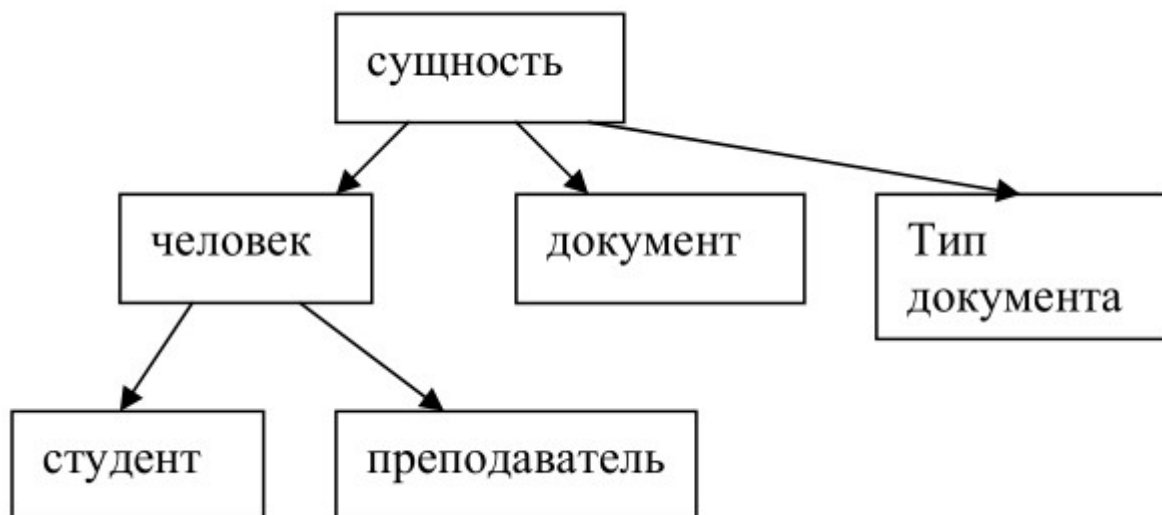 сущность
человек
документ
Тип
документа
студент
преподаватель